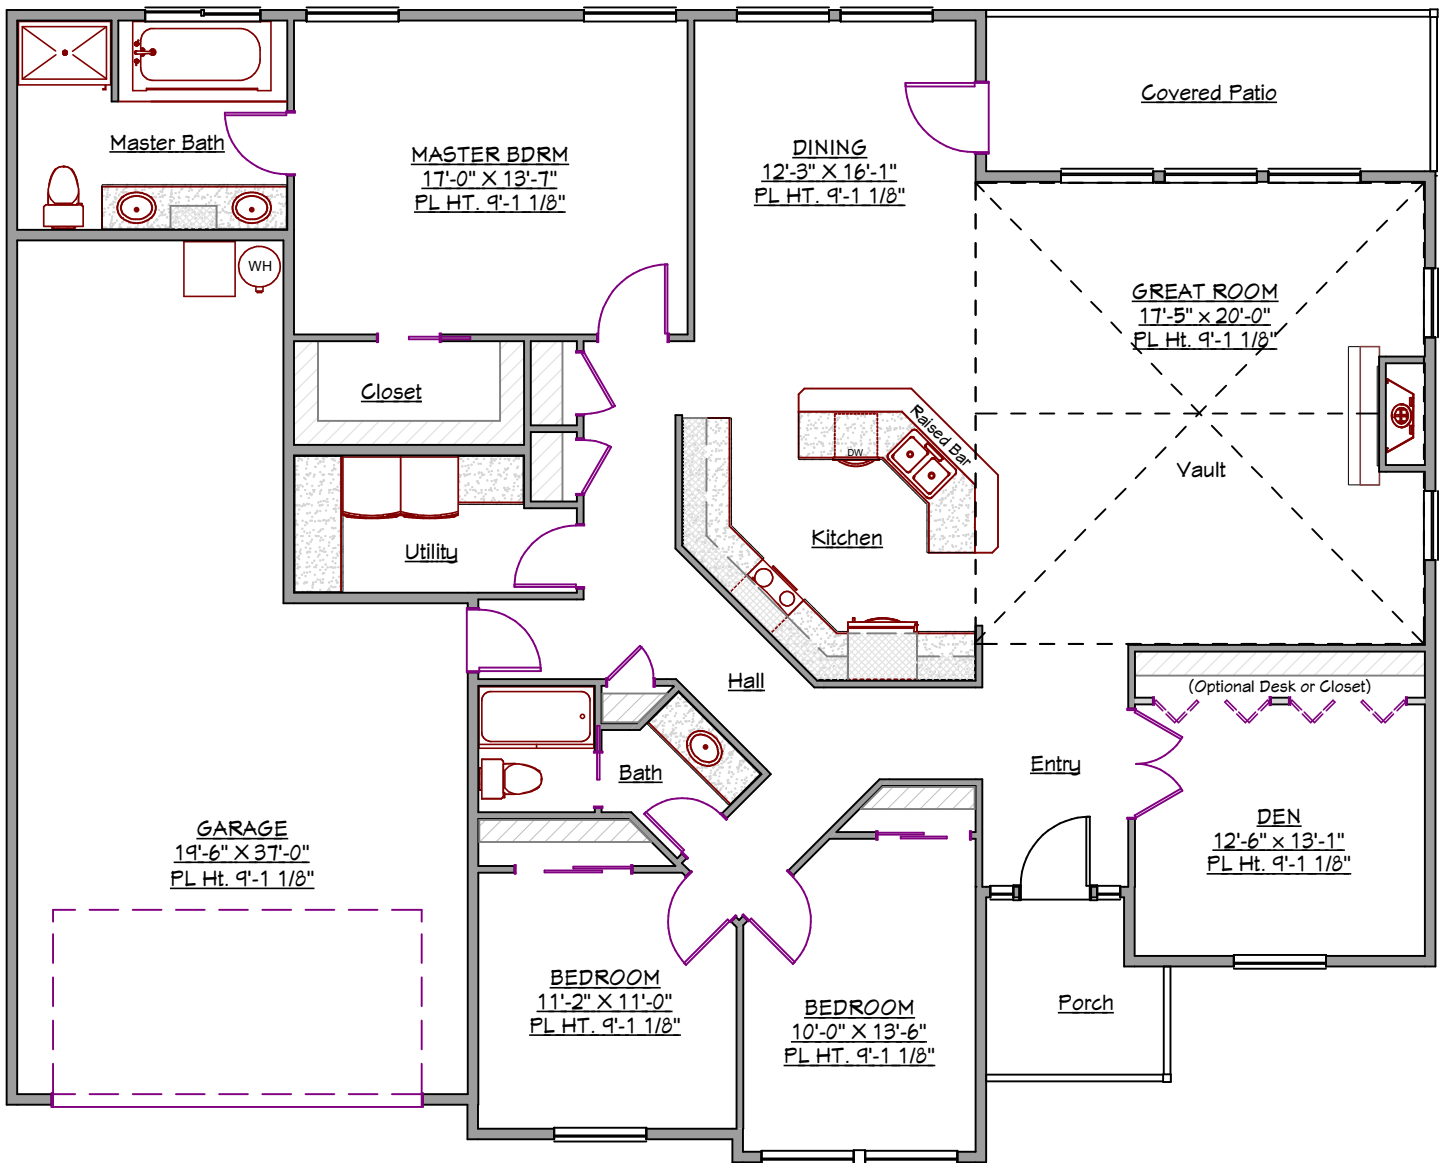 Master Bath
MASTER BDRM
17'-0" X 13'-7"
PL HT. 9'-1 1/8"
DINING
12'-3" X 16'-1"
PL HT. 9'-1 1/8"
Covered Patio
WH
GREAT ROOM
17'-5" x 20'-0"
PL Ht. 9'-1 1/8"
Closet
Raised Bar
DW
Vault
Utility
Kitchen
Hall
(Optional Desk or Closet)
Bath
Entry
GARAGE
19'-6" X 37'-0"
PL Ht. 9'-1 1/8"
DEN
12'-6" x 13'-1"
PL Ht. 9'-1 1/8"
BEDROOM
11'-2" X 11'-0"
PL HT. 9'-1 1/8"
BEDROOM
10'-0" X 13'-6"
PL HT. 9'-1 1/8"
Porch